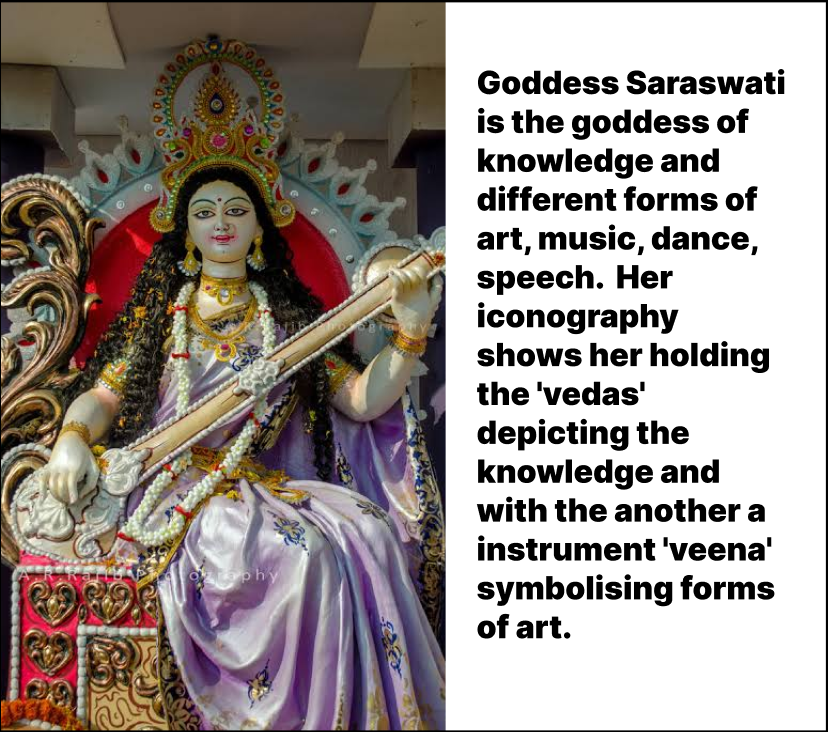 Goddess Saraswati
is the goddess of
knowledge and
different forms of
art, music, dance,
speech.  Her
iconography
shows her holding
the 'vedas'
depicting the
knowledge and
with the another a
instrument 'veena'
symbolising forms
of art.
A.R.Rajib Photography